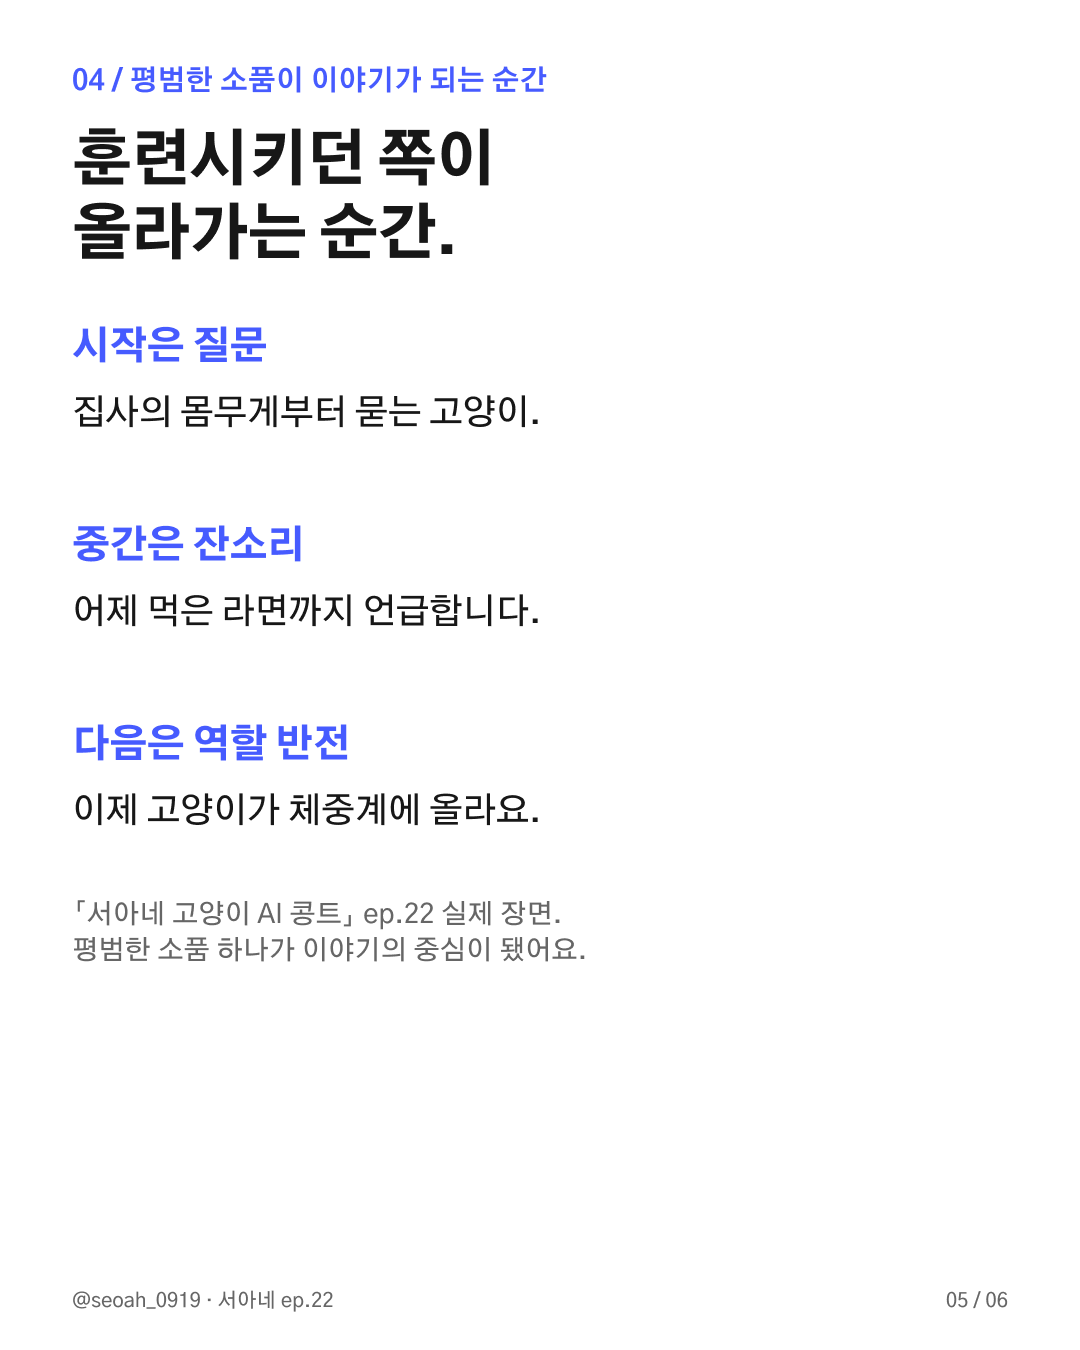 04 / 평범한 소품이 이야기가 되는 순간
훈련시키던 쪽이
올라가는 순간.
시작은 질문
집사의 몸무게부터 묻는 고양이.
중간은 잔소리
어제 먹은 라면까지 언급합니다.
다음은 역할 반전
이제 고양이가 체중계에 올라요.
「서아네 고양이 AI 콩트」 ep.22 실제 장면.
평범한 소품 하나가 이야기의 중심이 됐어요.
@seoah_0919 · 서아네 ep.22
05 / 06